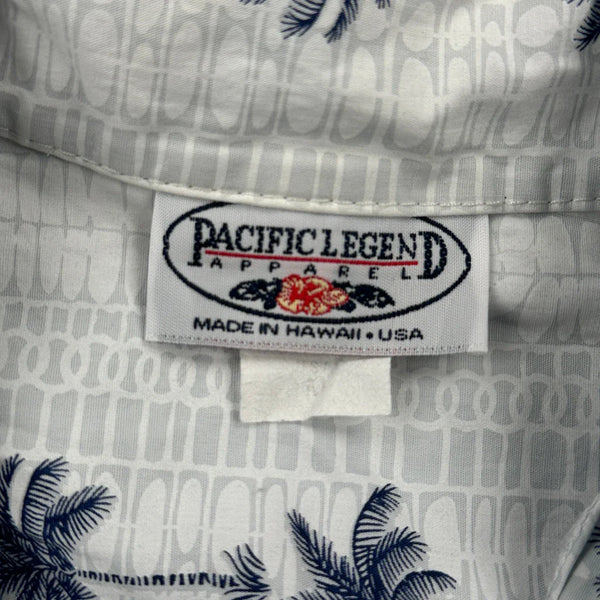 PACIFIC LEGEND
APPAREL
MADE IN HAWAII • USA